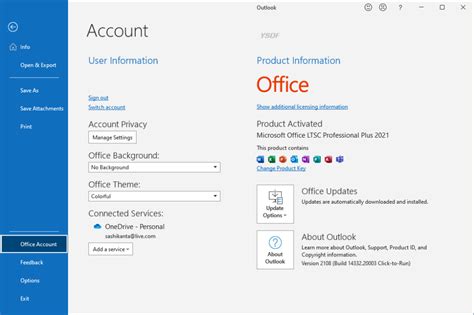 Outlook
Info
Open & Export
Save As
Save Attachments
Print
Office Account
Feedback
Options
Exit
Account
User Information
Sign out
Switch account
Account Privacy
Manage Settings
Office Background:
No Background
Office Theme:
Colorful
Connected Services:
OneDrive - Personal
sashikanta@live.com
Add a service
YSOF
Product Information
Office
Show additional licensing information
Product Activated
Microsoft Office LTSC Professional Plus 2021
This product contains
Change Product Key
Update
Options
Office Updates
Updates are automatically downloaded and installed.
About
Outlook
About Outlook
Learn more about Outlook, Support, Product ID, and
Copyright information.
Version 2108 (Build 14332.20003 Click-to-Run)